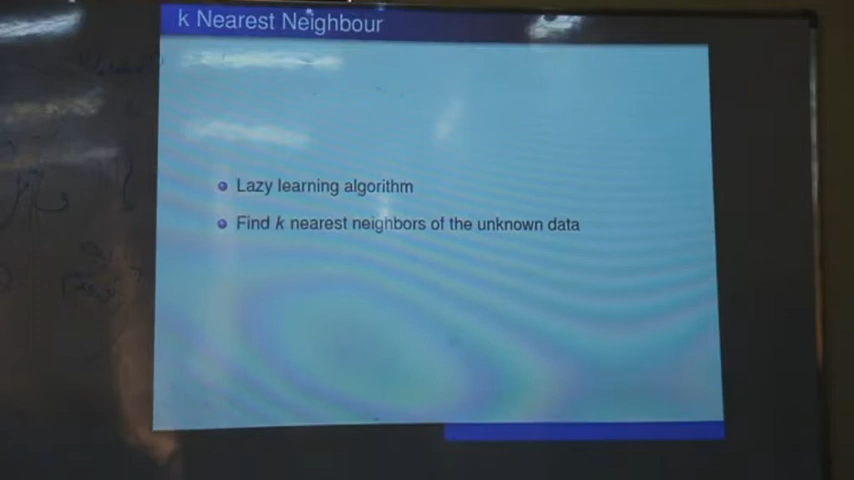 k Nearest Neighbour
Lazy learning algorithm
Find k nearest neighbors of the unknown data